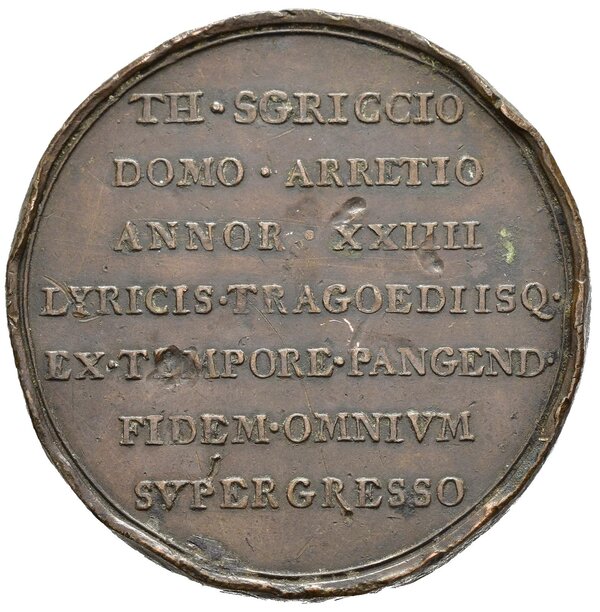 TH · SGRICCIO
DOMO · ARRETIO
ANNOR · XXIIII
LYRICIS · TRAGOEDIISQ ·
EX · TEMPORE · PANGEND ·
FIDEM · OMNIVM
SVPERGRESSO